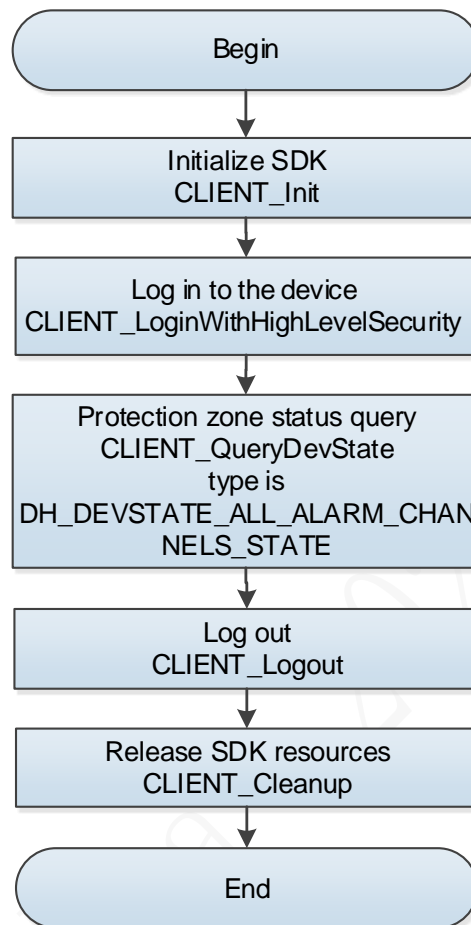 Begin
Initialize SDK
CLIENT_Init
Log in to the device
CLIENT_LoginWithHighLevelSecurity
Protection zone status query
CLIENT_QueryDevState
type is
DH_DEVSTATE_ALL_ALARM_CHAN
NELS_STATE
Log out
CLIENT_Logout
Release SDK resources
CLIENT_Cleanup
End